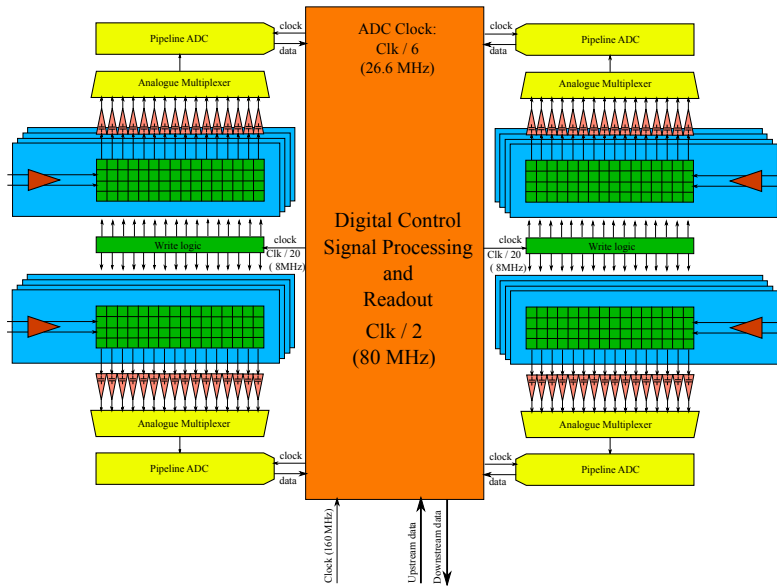 Pipeline ADC
clock
data
ADC Clock:
Clk / 6
(26.6 MHz)
clock
data
Pipeline ADC
Analogue Multiplexer
Analogue Multiplexer
Write logic
clock
Clk / 20
( 8MHz)
Digital Control
Signal Processing
and
Readout
Clk / 2
(80 MHz)
clock
Clk / 20
( 8MHz)
Write logic
Analogue Multiplexer
Analogue Multiplexer
Pipeline ADC
clock
data
clock
data
Pipeline ADC
Clock (160 MHz)
Upstream data
Downstream data